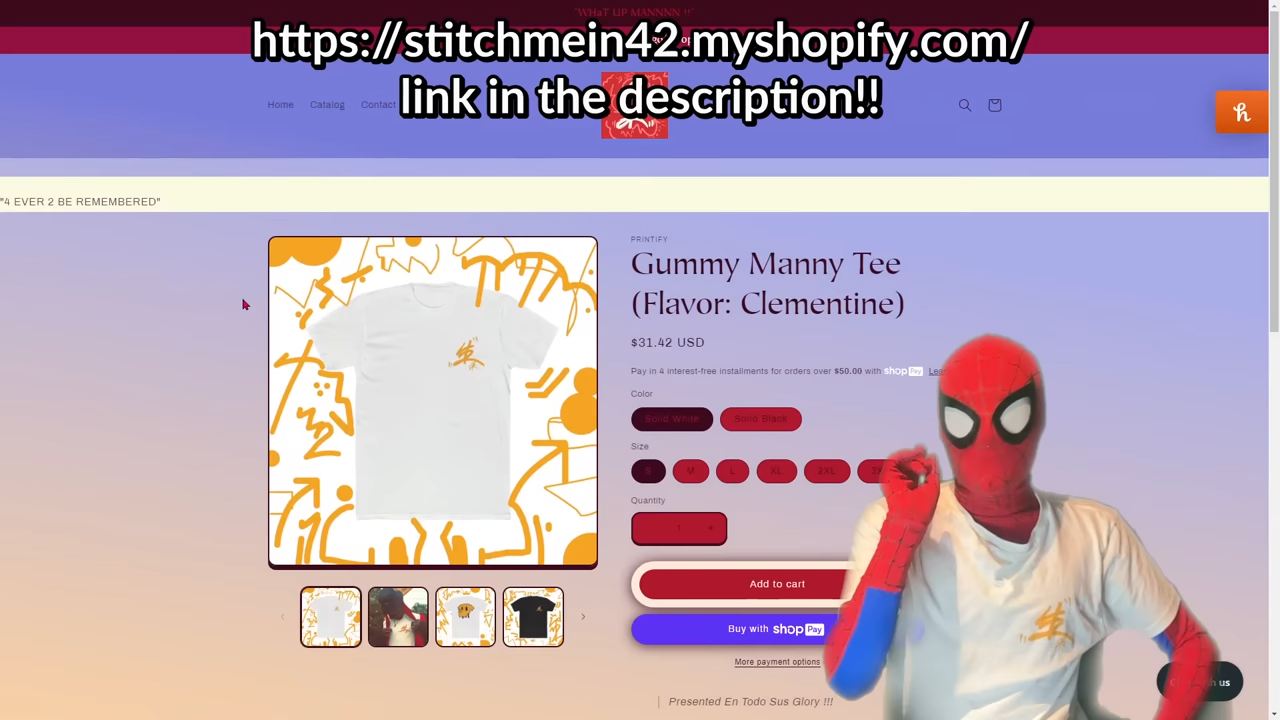 "WHaT UP MANNNN !!"
https://stitchmein42.myshopify.com/
link in the description!!
Home Catalog Contact
"4 EVER 2 BE REMEMBERED"
PRINTIFY
Gummy Manny Tee
(Flavor: Clementine)
$31.42 USD
Pay in 4 interest-free installments for orders over $50.00 with shop Pay
Color
Solid White Solid Black
Size
S M L XL 2XL
Quantity
1 +
Add to cart
Buy with shop Pay
More payment options
Presented En Todo Sus Glory !!!
生
生
us